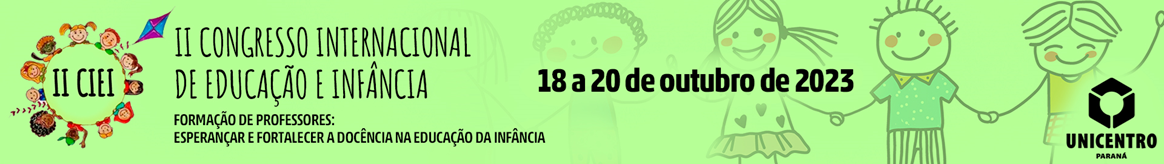 II CIEI
II CONGRESSO INTERNACIONAL
DE EDUCAÇÃO E INFÂNCIA
FORMAÇÃO DE PROFESSORES:
ESPERANÇAR E FORTALECER A DOCÊNCIA NA EDUCAÇÃO DA INFÂNCIA
18 a 20 de outubro de 2023
UNICENTRO
PARANÁ